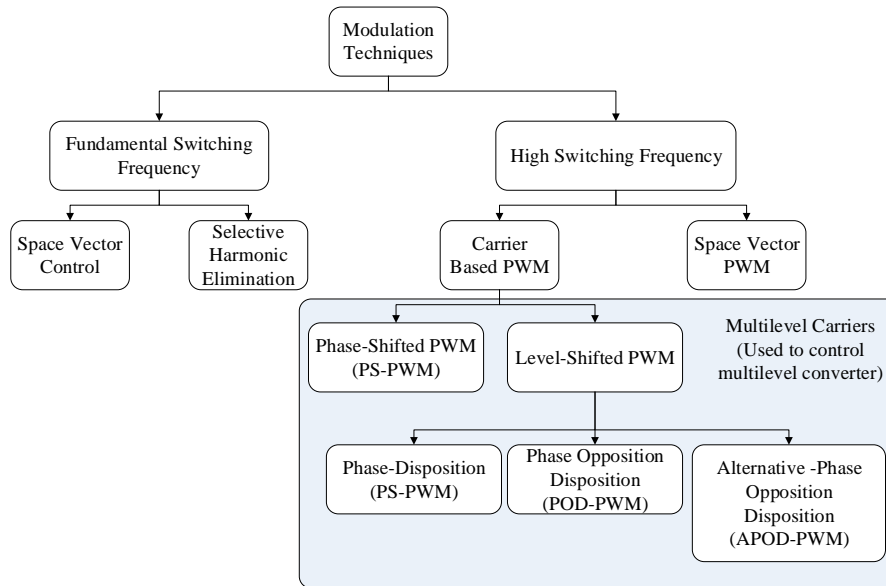 Modulation
Techniques
Fundamental Switching
Frequency
High Switching Frequency
Space Vector
Control
Selective
Harmonic
Elimination
Carrier
Based PWM
Space Vector
PWM
Phase-Shifted PWM
(PS-PWM)
Level-Shifted PWM
Multilevel Carriers
(Used to control
multilevel converter)
Phase-Disposition
(PS-PWM)
Phase Opposition
Disposition
(POD-PWM)
Alternative -Phase
Opposition
Disposition
(APOD-PWM)